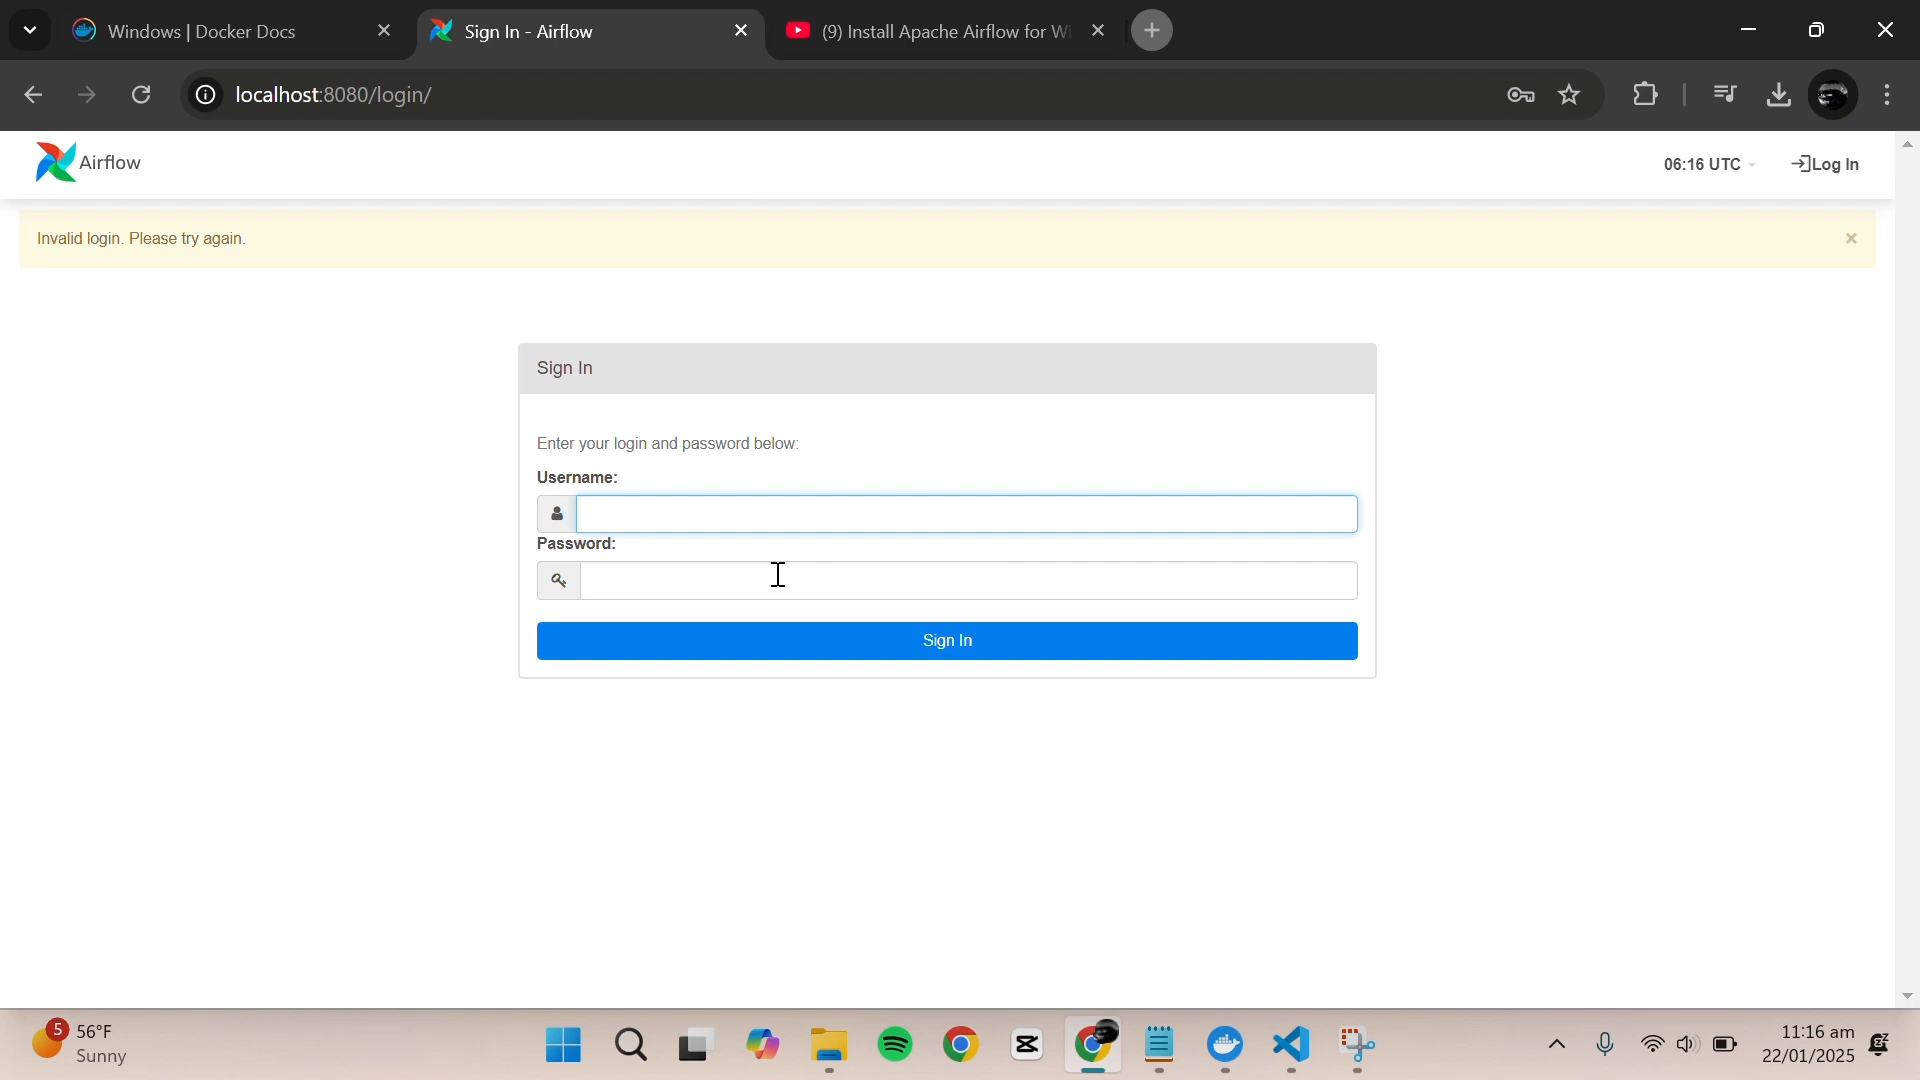 Windows | Docker Docs
Sign In - Airflow
(9) Install Apache Airflow for Wi
localhost:8080/login/
Airflow
06:16 UTC
Log In
Invalid login. Please try again.
Sign In
Enter your login and password below:
Username:
Password:
Sign In
5
56°F
Sunny
11:16 am
22/01/2025